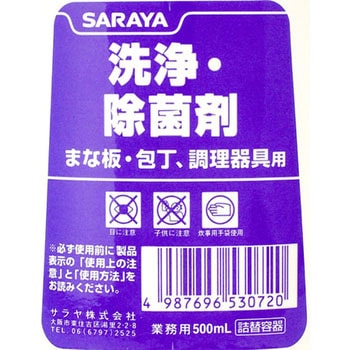 SARAYA
洗浄・
除菌剤
まな板・包丁、調理器具用
目に注意
子供に注意
炊事用手袋使用
※必ず使用前に製品
表示の「使用上の注
意」と「使用方法」を
お読みください。
サラヤ株式会社
大阪市東住吉区湯里2-2-8
TEL 06(6797)2525
4 987696 530720
業務用500mL 詰替容器